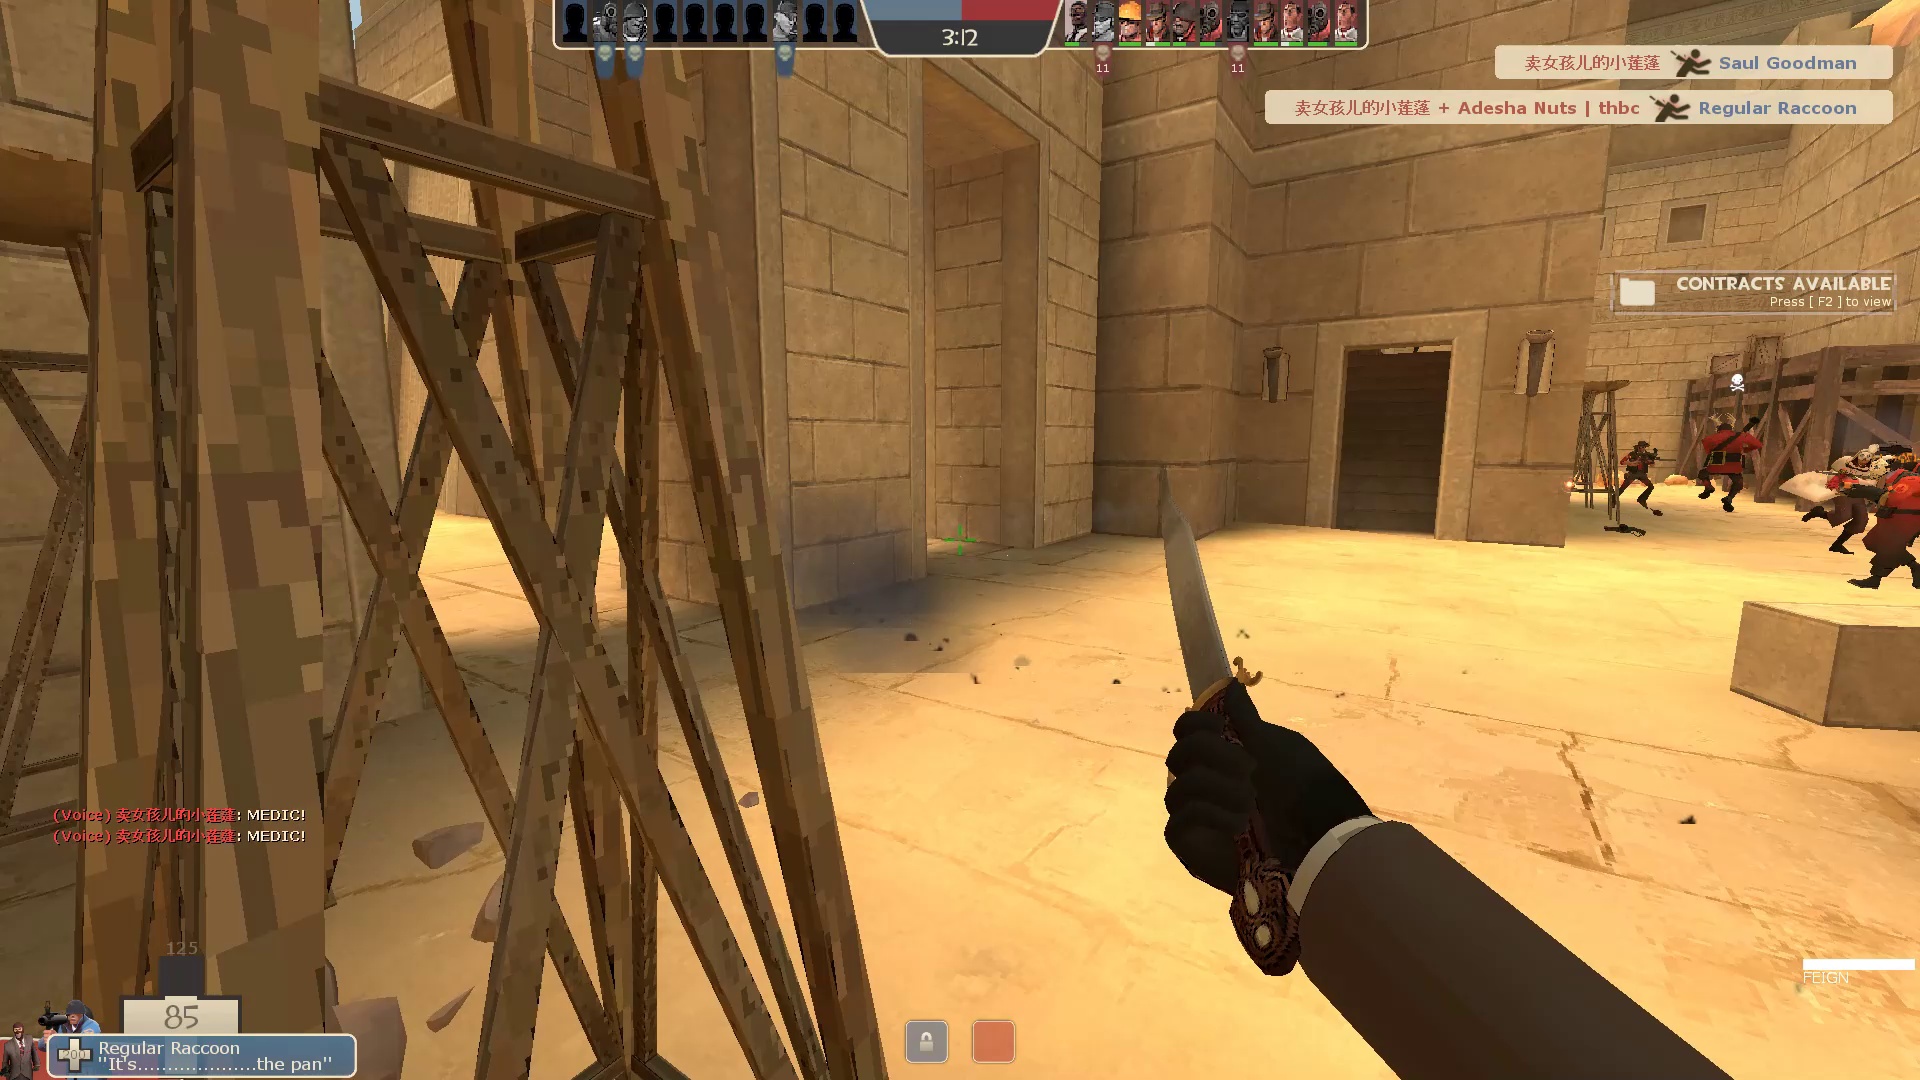 3:12
11
11
卖女孩儿的小莲蓬 Saul Goodman
卖女孩儿的小莲蓬 + Adesha Nuts | thbc Regular Raccoon
CONTRACTS AVAILABLE
Press [ F2 ] to view
(Voice) 卖女孩儿的小莲蓬: MEDIC!
(Voice) 卖女孩儿的小莲蓬: MEDIC!
125
85
200
Regular Raccoon
"It's....................the pan"
FEIGN